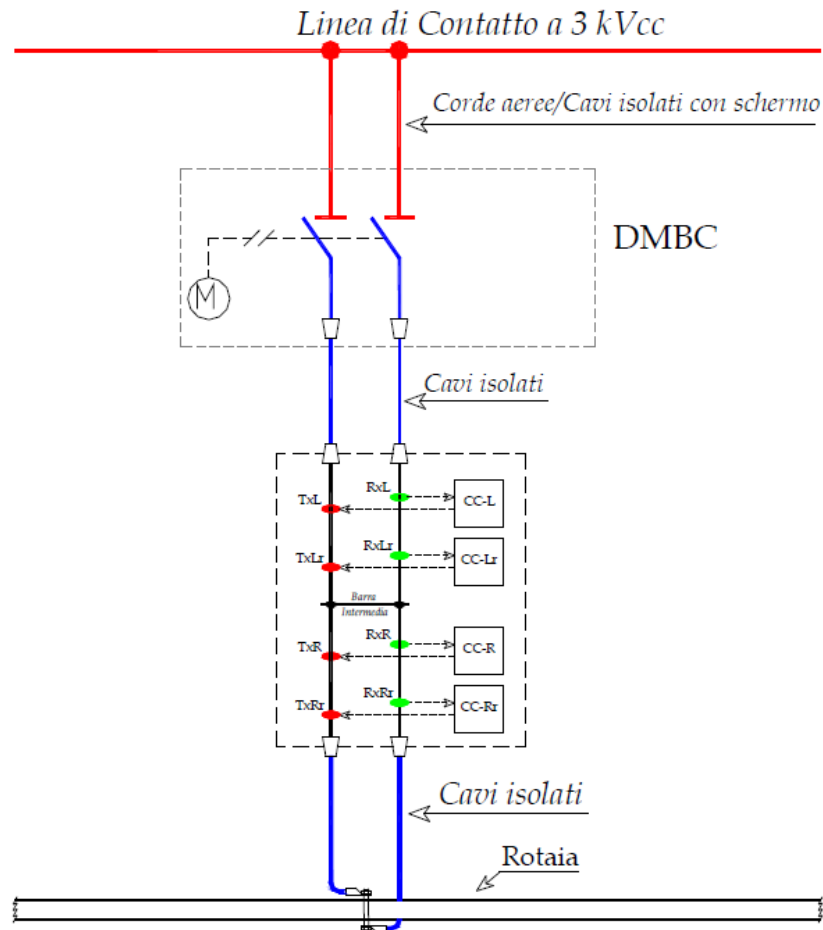 Linea di Contatto a 3 kVcc
Corde aeree/Cavi isolati con schermo
DMBC
M
Cavi isolati
TxL
RxL
CC-L
TxLr
RxLr
CC-Lr
Barra
Intermedia
TxR
RxR
CC-R
TxRr
RxRr
CC-Rr
Cavi isolati
Rotaia